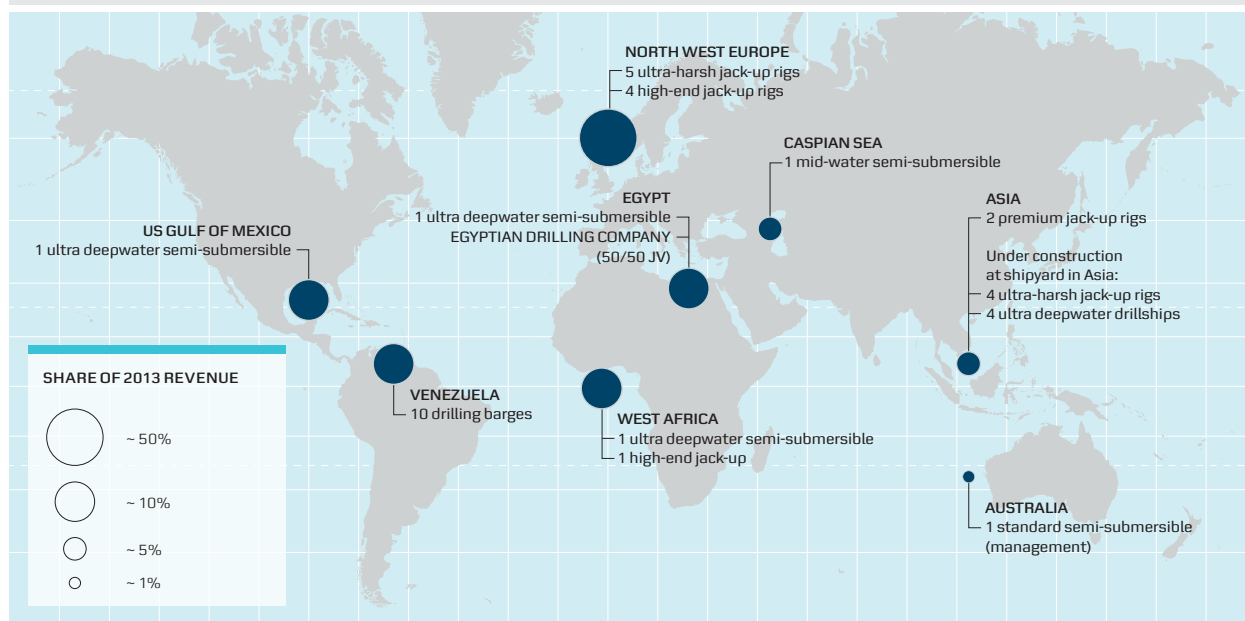 NORTH WEST EUROPE
5 ultra-harsh jack-up rigs
4 high-end jack-up rigs
CASPIAN SEA
1 mid-water semi-submersible
EGYPT
1 ultra deepwater semi-submersible
EGYPTIAN DRILLING COMPANY
(50/50 JV)
ASIA
2 premium jack-up rigs
Under construction
at shipyard in Asia:
4 ultra-harsh jack-up rigs
4 ultra deepwater drillships
US GULF OF MEXICO
1 ultra deepwater semi-submersible
VENEZUELA
10 drilling barges
WEST AFRICA
1 ultra deepwater semi-submersible
1 high-end jack-up
AUSTRALIA
1 standard semi-submersible
(management)
SHARE OF 2013 REVENUE
~ 50%
~ 10%
~ 5%
~ 1%